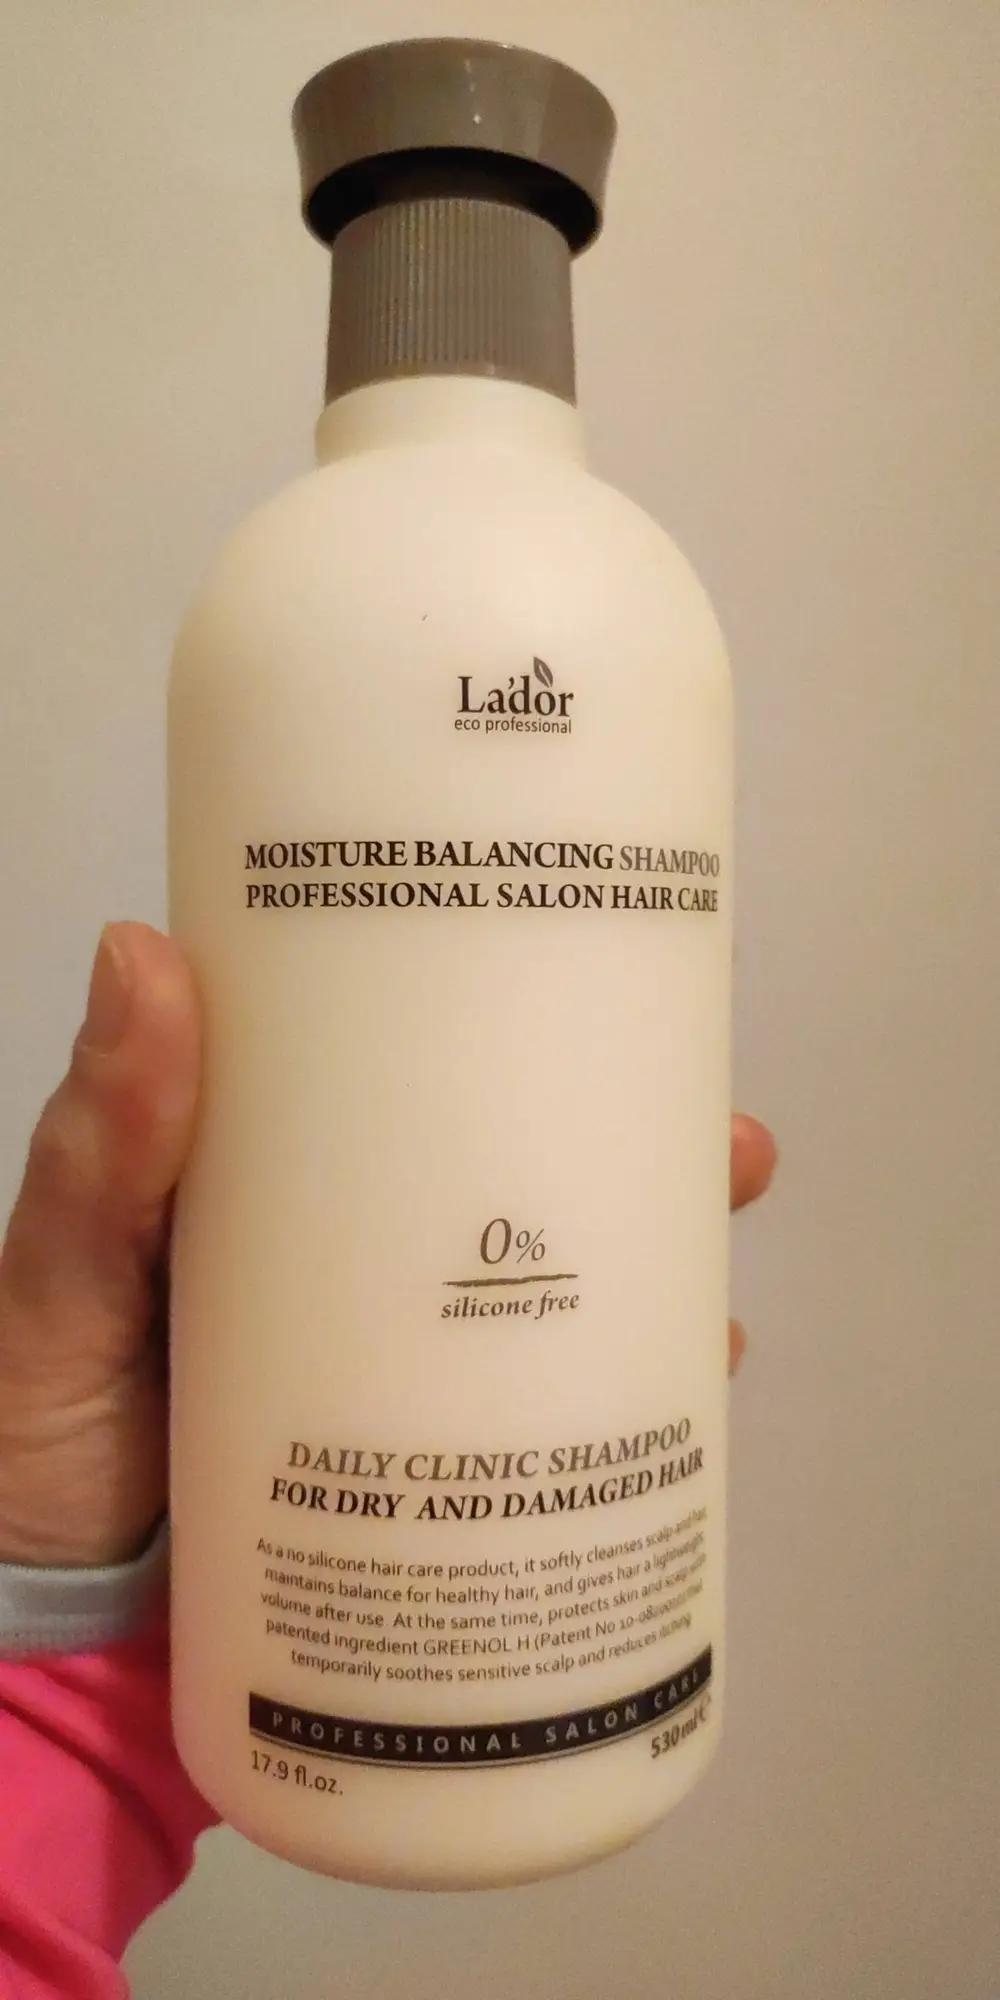 La'dor
eco professional
MOISTURE BALANCING SHAMPOO
PROFESSIONAL SALON HAIR CARE
0%
silicone free
DAILY CLINIC SHAMPOO
FOR DRY AND DAMAGED HAIR
As a no silicone hair care product, it softly cleanses scalp and hair,
maintains balance for healthy hair, and gives hair a lightweight
volume after use. At the same time, protects skin and scalp with
patented ingredient GREENOL H (Patent No
temporarily soothes sensitive scalp and reduces itching
PROFESSIONAL SALON CARE
17.9 fl.oz.
530ml e